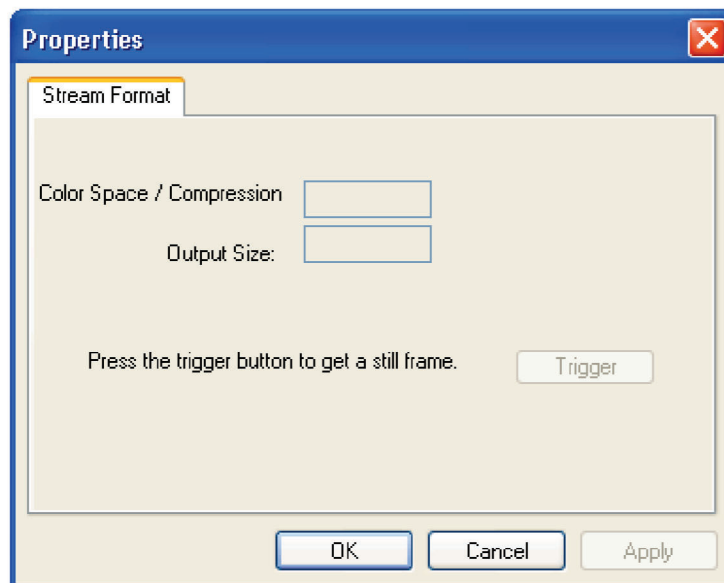 Properties
Stream Format
Color Space / Compression
Output Size:
Press the trigger button to get a still frame.
Trigger
OK
Cancel
Apply